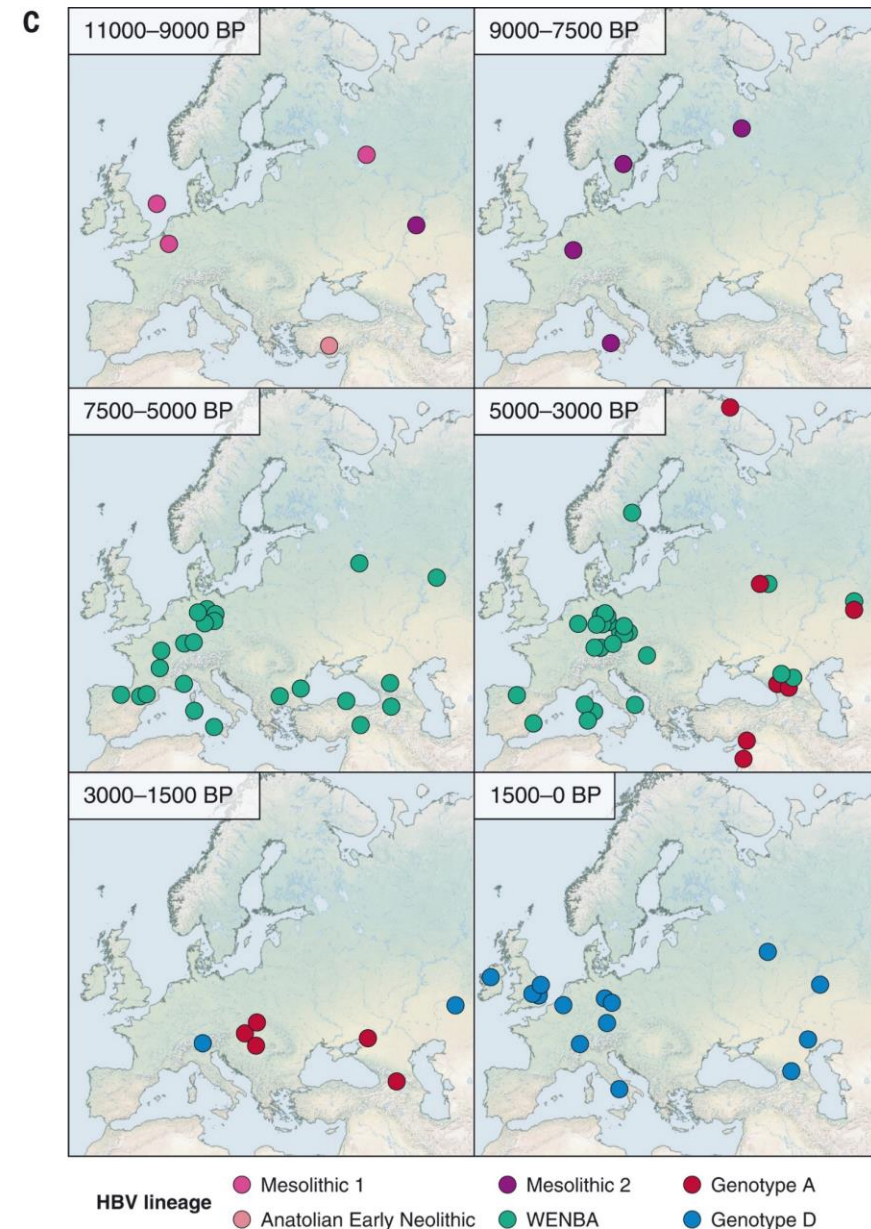 C
11000–9000 BP
9000–7500 BP
7500–5000 BP
5000–3000 BP
3000–1500 BP
1500–0 BP
HBV lineage
Mesolithic 1
Mesolithic 2
Genotype A
Anatolian Early Neolithic
WENBA
Genotype D